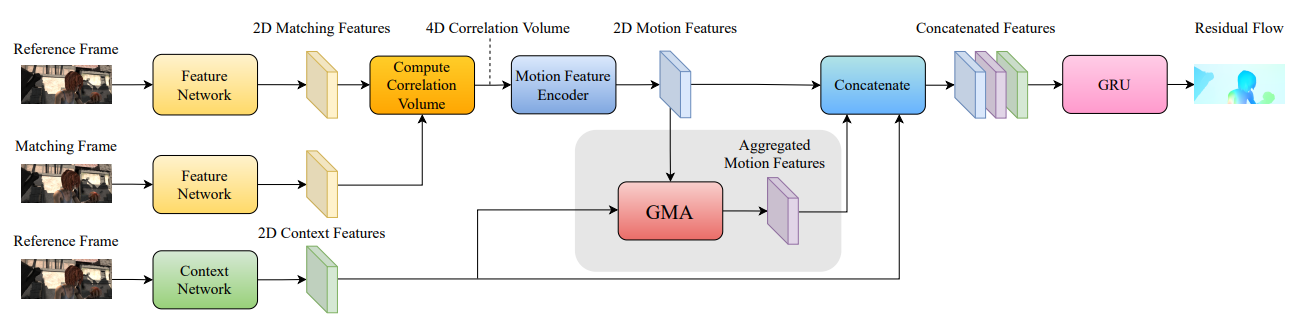 2D Matching Features
4D Correlation Volume
2D Motion Features
Concatenated Features
Residual Flow
Reference Frame
Feature
Network
Compute
Correlation
Volume
Motion Feature
Encoder
Concatenate
GRU
Matching Frame
Feature
Network
Aggregated
Motion Features
GMA
Reference Frame
2D Context Features
Context
Network